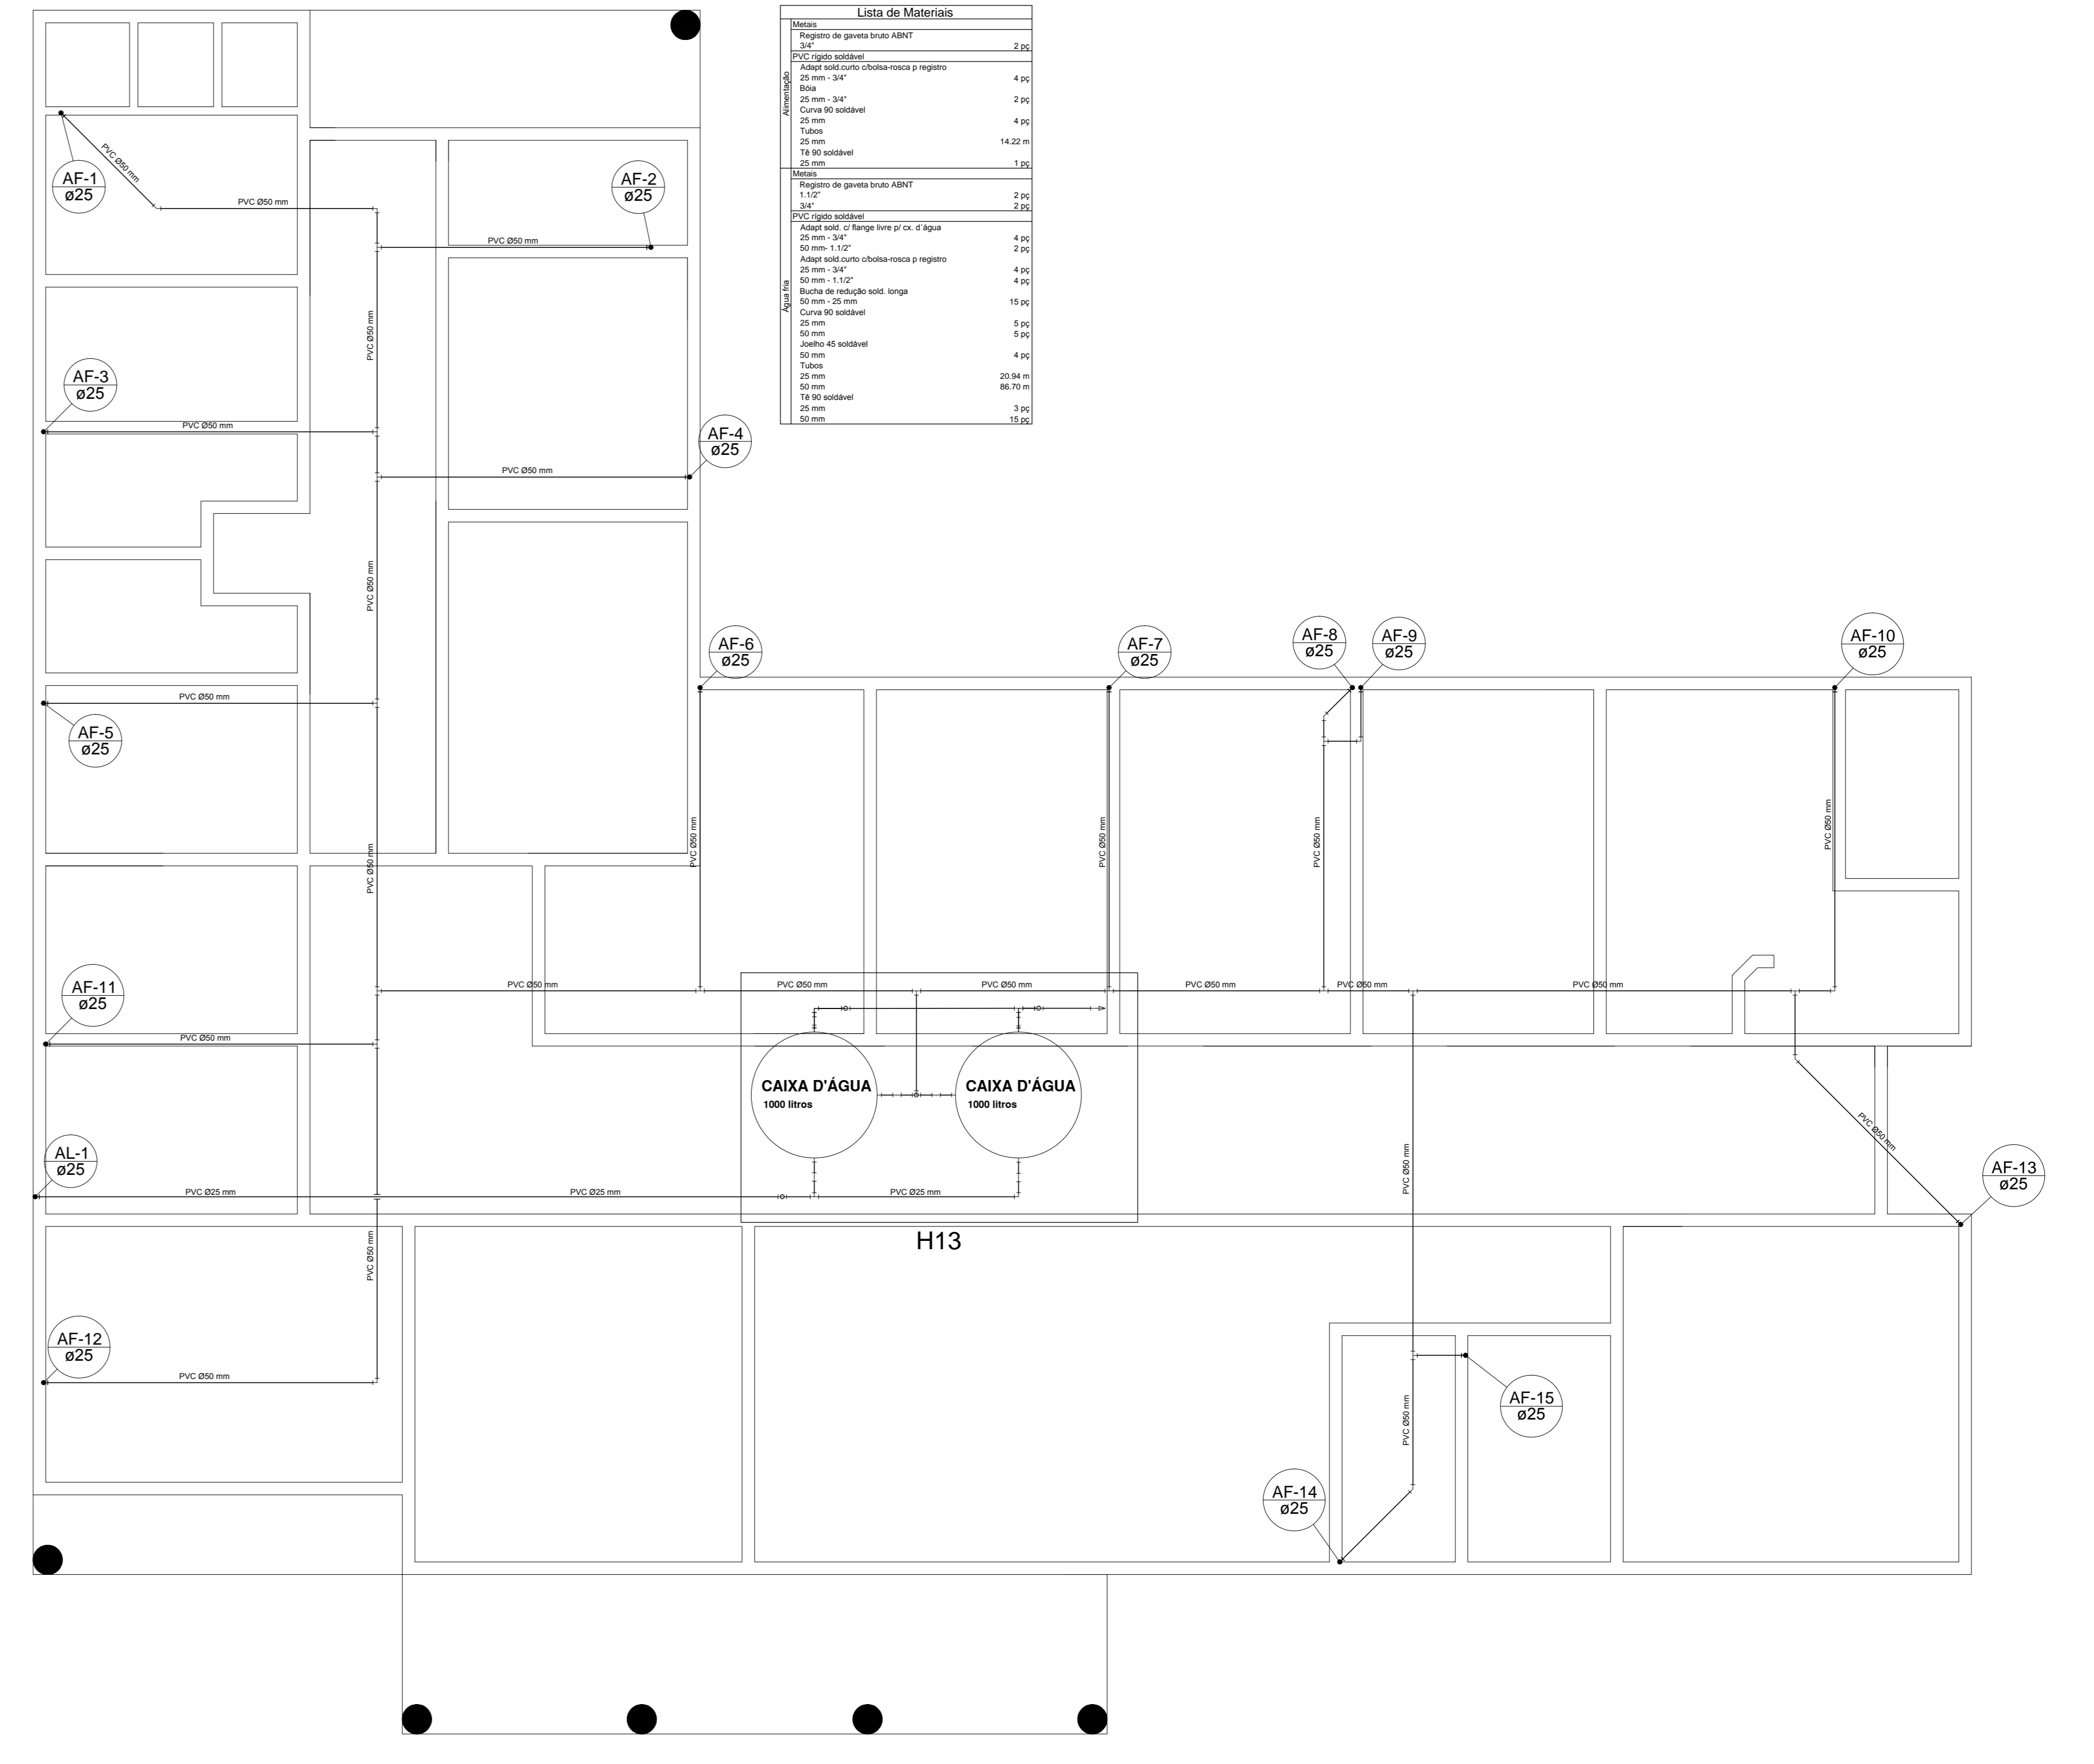 Lista de Materiais
Alimentação
Metais
Registro de gaveta bruto ABNT
3/4" 2 pç
PVC rígido soldável
Adapt sold.curto c/bolsa-rosca p registro
25 mm - 3/4" 4 pç
Bóia
25 mm - 3/4" 2 pç
Curva 90 soldável
25 mm 4 pç
Tubos
25 mm 14.22 m
Tê 90 soldável
25 mm 1 pç
Água fria
Metais
Registro de gaveta bruto ABNT
1.1/2" 2 pç
3/4" 2 pç
PVC rígido soldável
Adapt sold. c/ flange livre p/ cx. d´água
25 mm - 3/4" 4 pç
50 mm- 1.1/2" 2 pç
Adapt sold.curto c/bolsa-rosca p registro
25 mm - 3/4" 4 pç
50 mm - 1.1/2" 4 pç
Bucha de redução sold. longa
50 mm - 25 mm 15 pç
Curva 90 soldável
25 mm 5 pç
50 mm 5 pç
Joelho 45 soldável
50 mm 4 pç
Tubos
25 mm 20.94 m
50 mm 86.70 m
Tê 90 soldável
25 mm 3 pç
50 mm 15 pç
PVC Ø50 mm
AF-1
ø25
AF-2
ø25
PVC Ø50 mm
PVC Ø50 mm
PVC Ø50 mm
AF-3
ø25
PVC Ø50 mm
AF-4
ø25
PVC Ø50 mm
PVC Ø50 mm
AF-6
ø25
AF-7
ø25
AF-8
ø25
AF-9
ø25
AF-10
ø25
PVC Ø50 mm
AF-5
ø25
PVC Ø50 mm
PVC Ø50 mm
PVC Ø50 mm
PVC Ø50 mm
PVC Ø50 mm
AF-11
ø25
PVC Ø50 mm
PVC Ø50 mm
PVC Ø50 mm
PVC Ø50 mm
PVC Ø50 mm
PVC Ø50 mm
PVC Ø50 mm
CAIXA D'ÁGUA
1000 litros
CAIXA D'ÁGUA
1000 litros
PVC Ø50 mm
AL-1
ø25
PVC Ø50 mm
AF-13
ø25
PVC Ø25 mm
PVC Ø25 mm
PVC Ø25 mm
H13
PVC Ø50 mm
AF-12
ø25
PVC Ø50 mm
AF-15
ø25
PVC Ø50 mm
AF-14
ø25